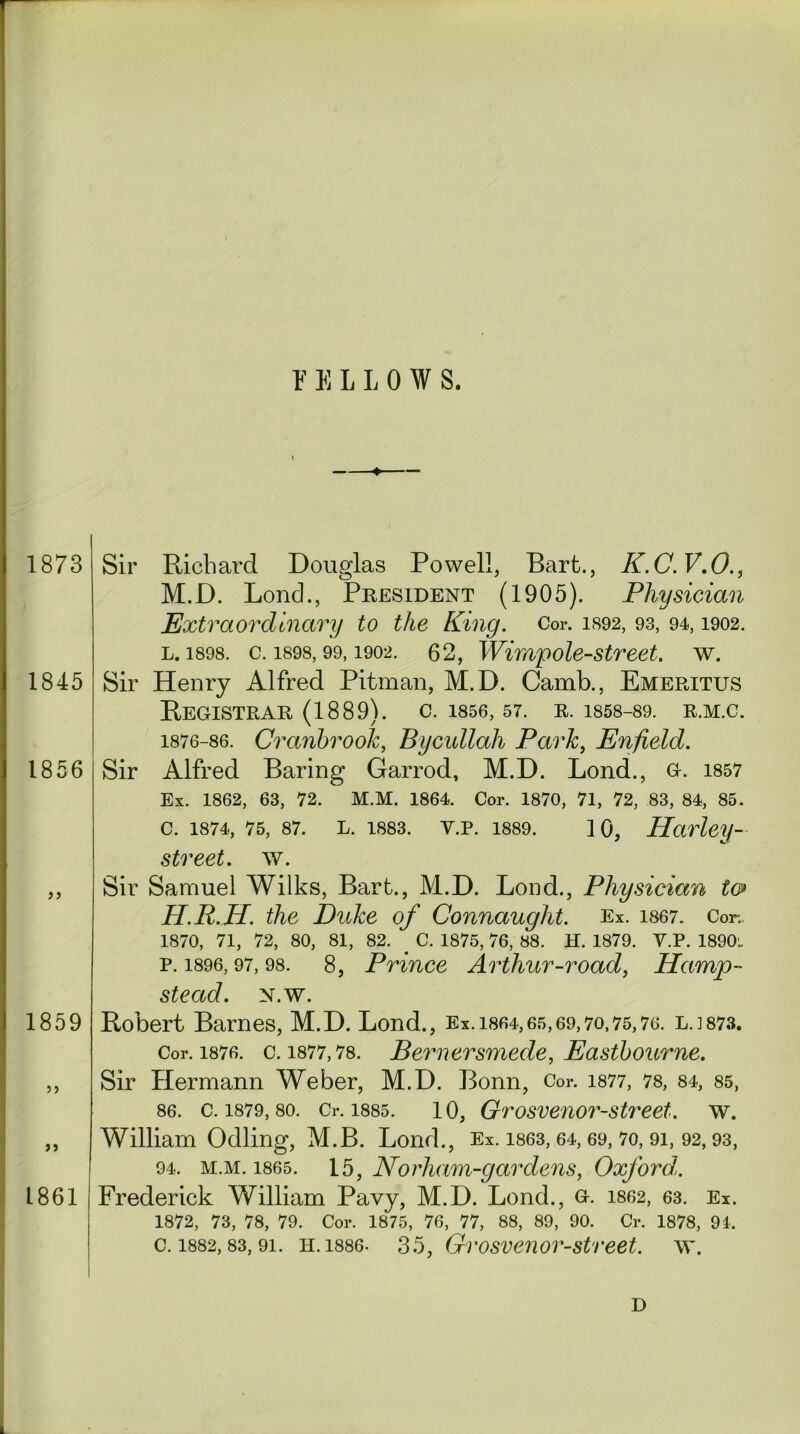 FELLOWS.
1873 Sir Richard Douglas Powell, Bart., K.C.V.O.,
M.D. Lond., PRESIDENT (1905). Physician
Extraordinary to the King. Cor. 1892, 93, 94, 1902.
L. 1898. C. 1898, 99, 1902. 62, Wimpole-street. W.
1845 Sir Henry Alfred Pitman, M.D. Camb., EMERITUS
REGISTRAR (1889). C. 1856, 57. R. 1858-89. R.M.C.
1876-86. Cranbrook, Bycullah Park, Enfield.
1856 Sir Alfred Baring Garrod, M.D. Lond., G. 1857
Ex. 1862, 63, 72. M.M. 1864. Cor. 1870, 71, 72, 83, 84, 85.
C. 1874, 75, 87. L. 1883. V.P. 1889. 10, Harley-
street. W.
„ Sir Samuel Wilks, Bart., M.D. Lond., Physician to
H.R.H. the Duke of Connaught. Ex. 1867. Cor.
1870, 71, 72, 80, 81, 82. C. 1875, 76, 88. H. 1879. V.P. 1890.
P. 1896, 97, 98. 8, Prince Arthur-road, Hamp-
stead. N.W.
1859 Robert Barnes, M.D. Lond., Ex. 1864, 65, 69, 70, 75, 76. L. 1873.
Cor. 1876. C. 1877, 78. Bernersmede, Eastbourne.
„ Sir Hermann Weber, M.D. Bonn, Cor. 1877, 78, 84, 85,
86. C. 1879, 80. Cr. 1885. 10, Grosvenor-street. W.
„ William Odling, M.B. Lond., Ex. 1863, 64, 69, 70, 91, 92, 93,
94. M.M. 1865. 15, Norham-gardens, Oxford.
1861 Frederick William Pavy, M.D. Lond., G. 1862, 63. Ex.
1872, 73, 78, 79. Cor. 1875, 76, 77, 88, 89, 90. Cr. 1878, 91.
C. 1882, 83, 91. H. 1886. 35, Grosvenor-street. W.
D